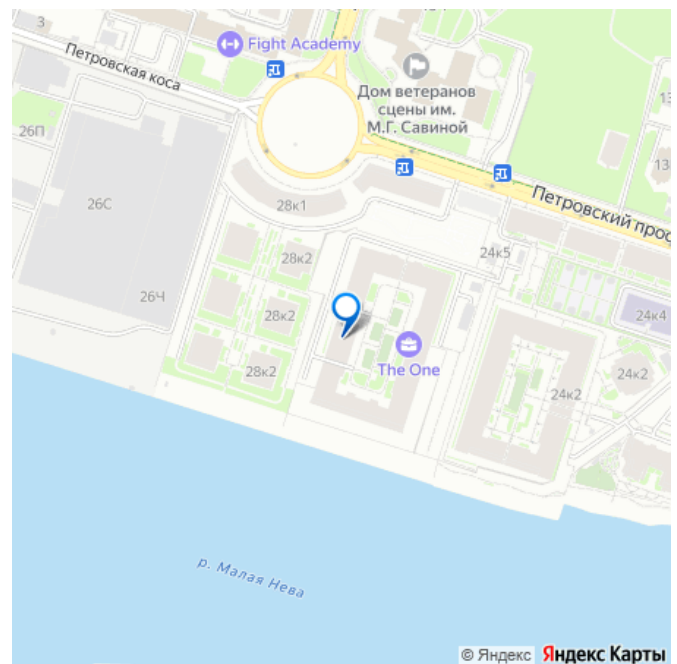 3
Fight Academy
Петровская коса
Дом ветеранов
сцены им.
М.Г. Савиной
26П
13
26С
28к1
Петровский прос
28к2
24к5
26Ч
28к2
24к4
The One
28к2
24к2
24к2
р. Малая Нева
© Яндекс Яндекс Карты